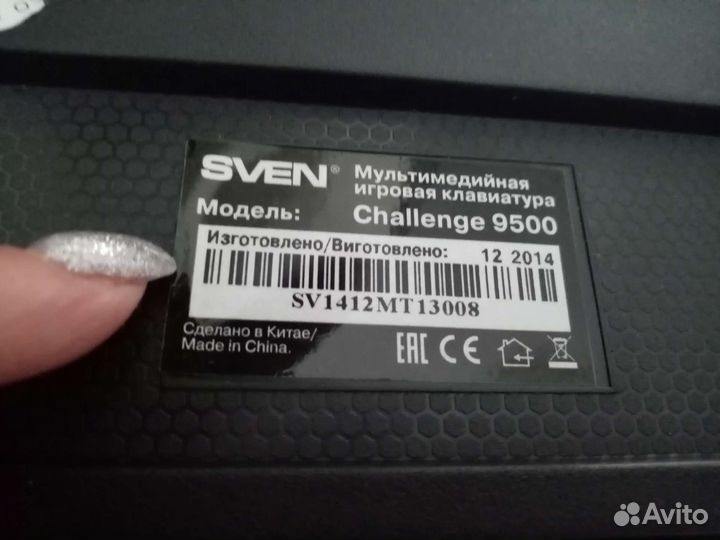 SVEN® Мультимедийная
игровая клавиатура
Модель: Challenge 9500
Изготовлено/Виготовлено: 12 2014
SV1412MT13008
Сделано в Китае/
Made in China.
EAC CE
Avito